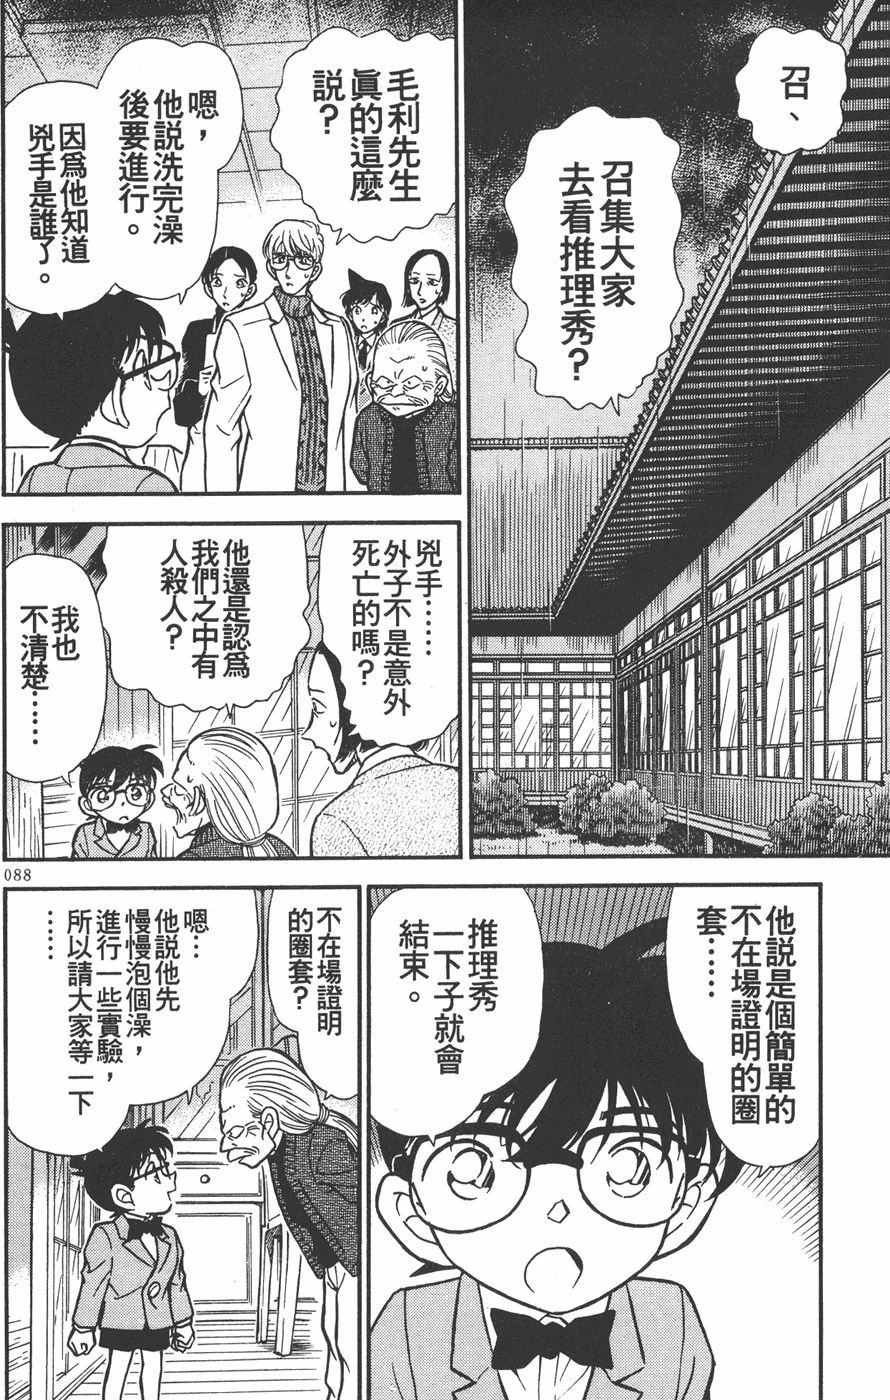 召、
召集大家
去看推理秀？
毛利先生
真的這麼
說？
嗯，
他說洗完澡
後要進行。
因為他知道
兇手是誰了。
兇手……
外子不是意外
死亡的嗎？
他還是認為
我們之中有
人殺人？
我也
不清楚……
088
他說是個簡單的
不在場證明的圈
套……
推理秀
一下子就會
結束。
不在場證明
的圈套？
嗯…
他說他先
慢慢泡個澡，
進行一些實驗，
所以請大家等一下
……